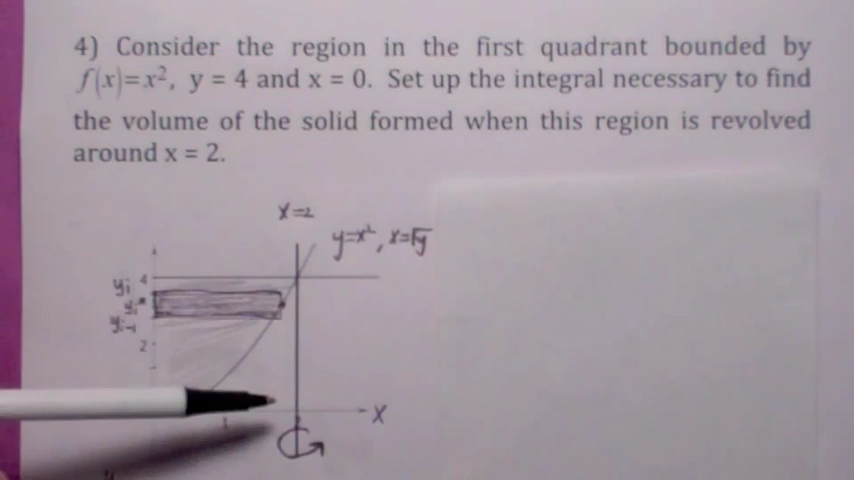 4) Consider the region in the first quadrant bounded by
f(x)=x², y = 4 and x = 0. Set up the integral necessary to find
the volume of the solid formed when this region is revolved
around x = 2.
x=2
y=x², x=√y
yᵢ 4
yᵢ*
yᵢ₋₁
2
x
1